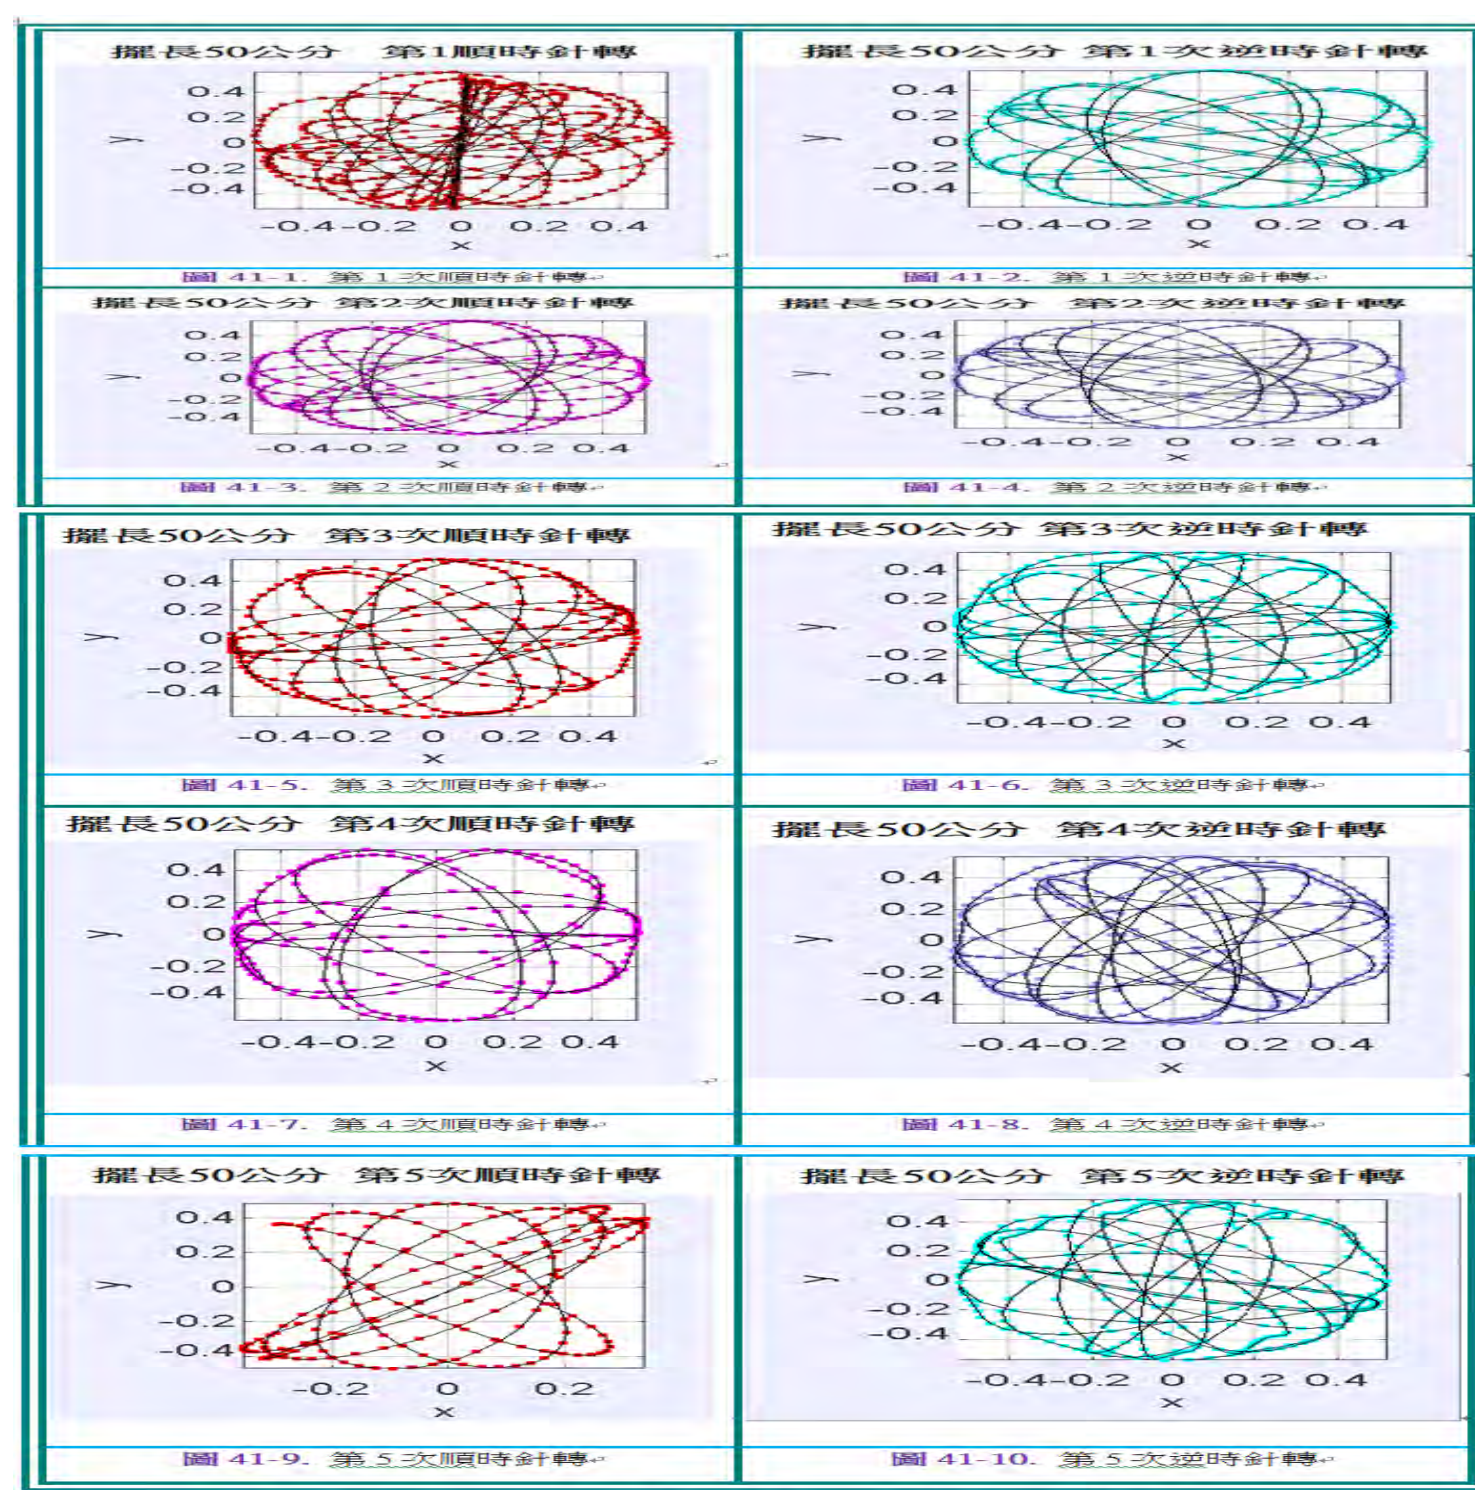 擺長50公分 第1順時針轉
0.4
0.2
y
0
-0.2
-0.4
-0.4 -0.2 0 0.2 0.4
x
圖 41-1. 第 1 次順時針轉
擺長50公分 第1次逆時針轉
0.4
0.2
y
0
-0.2
-0.4
-0.4 -0.2 0 0.2 0.4
x
圖 41-2. 第 1 次逆時針轉
擺長50公分 第2次順時針轉
0.4
0.2
y
0
-0.2
-0.4
-0.4 -0.2 0 0.2 0.4
x
圖 41-3. 第 2 次順時針轉
擺長50公分 第2次逆時針轉
0.4
0.2
y
0
-0.2
-0.4
-0.4 -0.2 0 0.2 0.4
x
圖 41-4. 第 2 次逆時針轉
擺長50公分 第3次順時針轉
0.4
0.2
y
0
-0.2
-0.4
-0.4 -0.2 0 0.2 0.4
x
圖 41-5. 第 3 次順時針轉
擺長50公分 第3次逆時針轉
0.4
0.2
y
0
-0.2
-0.4
-0.4 -0.2 0 0.2 0.4
x
圖 41-6. 第 3 次逆時針轉
擺長50公分 第4次順時針轉
0.4
0.2
y
0
-0.2
-0.4
-0.4 -0.2 0 0.2 0.4
x
圖 41-7. 第 4 次順時針轉
擺長50公分 第4次逆時針轉
0.4
0.2
y
0
-0.2
-0.4
-0.4 -0.2 0 0.2 0.4
x
圖 41-8. 第 4 次逆時針轉
擺長50公分 第5次順時針轉
0.4
0.2
y
0
-0.2
-0.4
-0.2 0 0.2
x
圖 41-9. 第 5 次順時針轉
擺長50公分 第5次逆時針轉
0.4
0.2
y
0
-0.2
-0.4
-0.4 -0.2 0 0.2 0.4
x
圖 41-10. 第 5 次逆時針轉